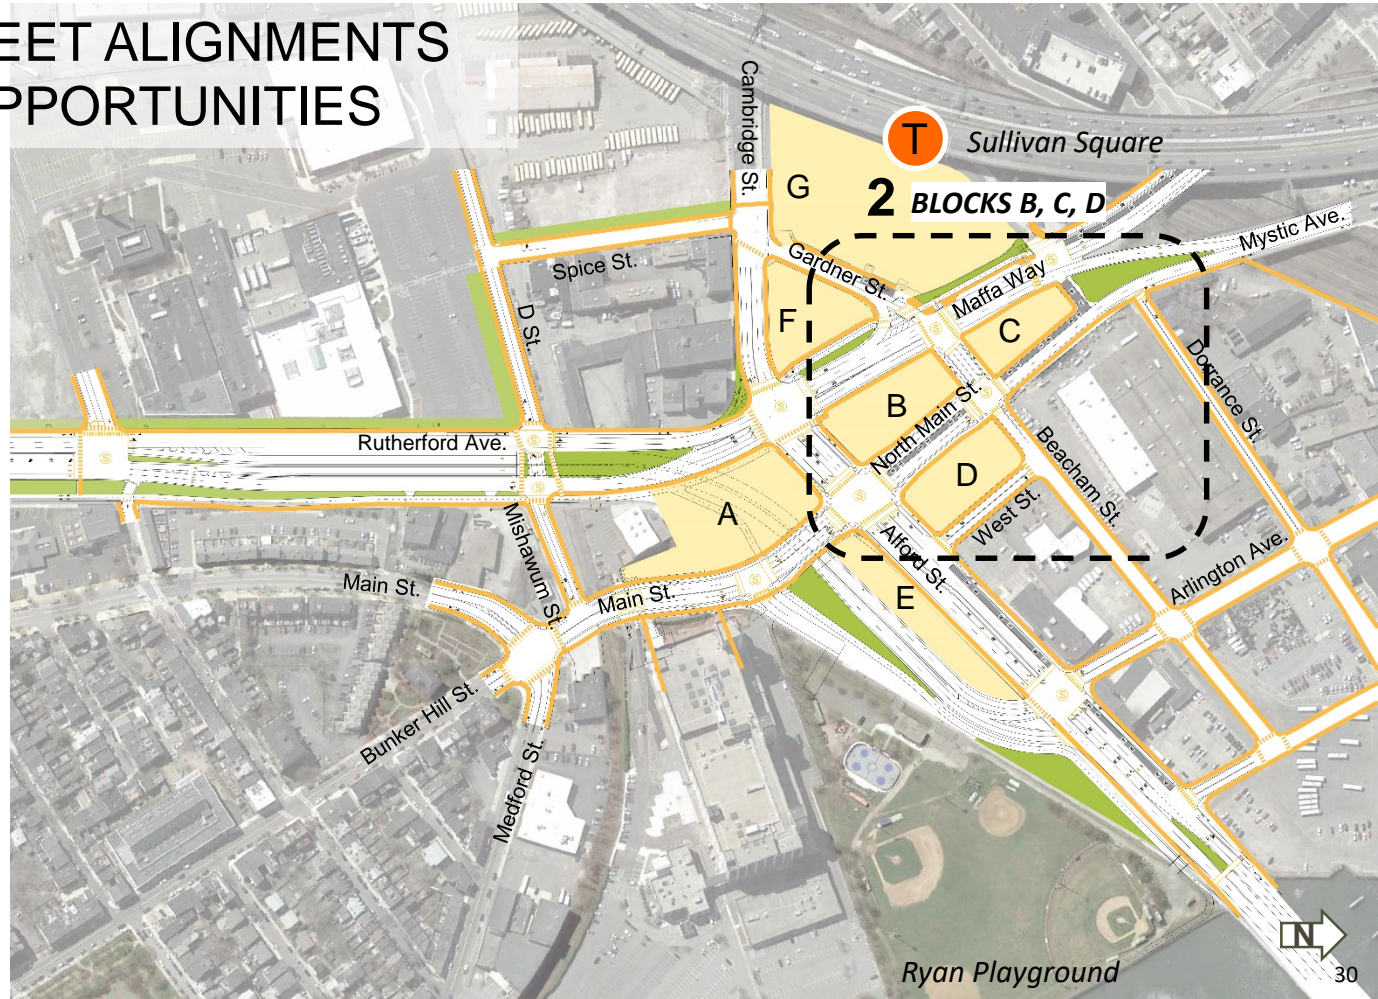 EET ALIGNMENTS
PPORTUNITIES
Cambridge St.
T
Sullivan Square
G
2 BLOCKS B, C, D
Mystic Ave.
Gardner St.
Spice St.
Maffa Way
F
C
D St.
Dorrance St.
B
North Main St.
Rutherford Ave.
Beacham St.
D
A
West St.
Mishawum St.
Alford St.
Main St.
Main St.
E
Arlington Ave.
Bunker Hill St.
Medford St.
S
S
S
S
S
S
S
S
S
S
N
Ryan Playground
30